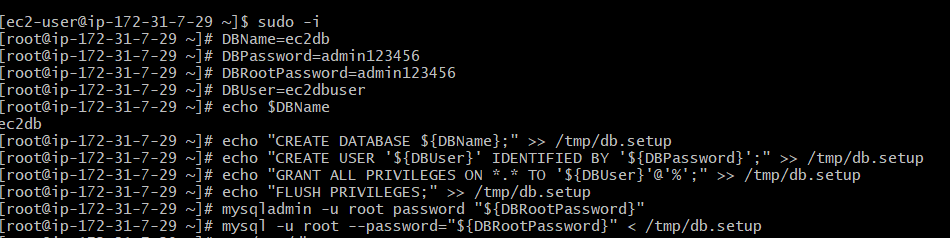 [ec2-user@ip-172-31-7-29 ~]$ sudo -i
[root@ip-172-31-7-29 ~]# DBName=ec2db
[root@ip-172-31-7-29 ~]# DBPassword=admin123456
[root@ip-172-31-7-29 ~]# DBRootPassword=admin123456
[root@ip-172-31-7-29 ~]# DBUser=ec2dbuser
[root@ip-172-31-7-29 ~]# echo $DBName
ec2db
[root@ip-172-31-7-29 ~]# echo "CREATE DATABASE ${DBName};" >> /tmp/db.setup
[root@ip-172-31-7-29 ~]# echo "CREATE USER '${DBUser}' IDENTIFIED BY '${DBPassword}';" >> /tmp/db.setup
[root@ip-172-31-7-29 ~]# echo "GRANT ALL PRIVILEGES ON *.* TO '${DBUser}'@'%';" >> /tmp/db.setup
[root@ip-172-31-7-29 ~]# echo "FLUSH PRIVILEGES;" >> /tmp/db.setup
[root@ip-172-31-7-29 ~]# mysqladmin -u root password "${DBRootPassword}"
[root@ip-172-31-7-29 ~]# mysql -u root --password="${DBRootPassword}" < /tmp/db.setup